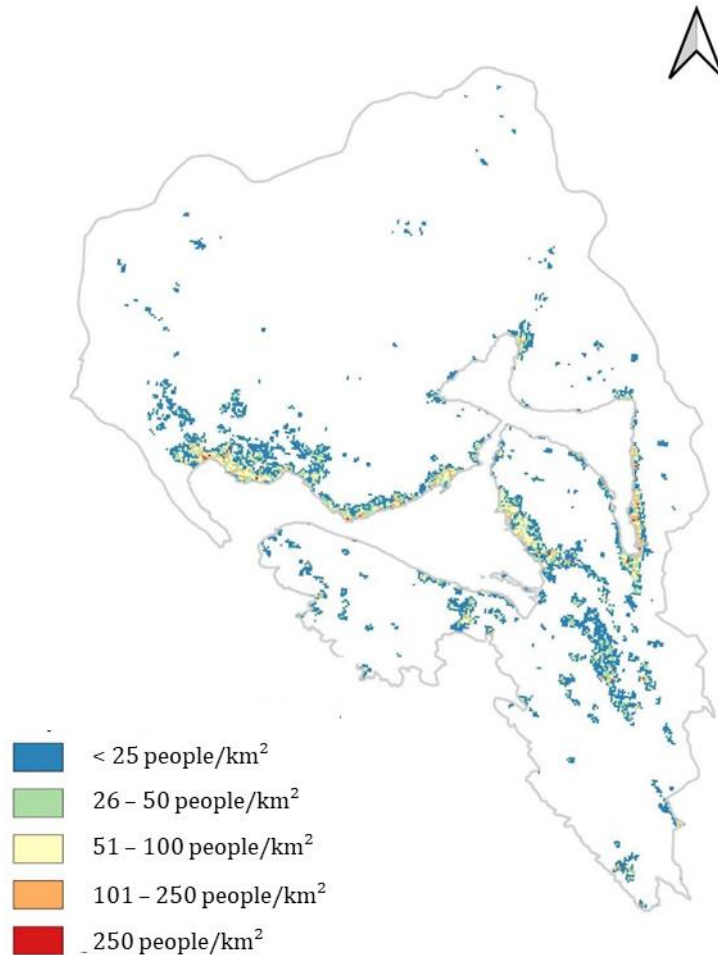 < 25 people/km²
26 – 50 people/km²
51 – 100 people/km²
101 – 250 people/km²
250 people/km²